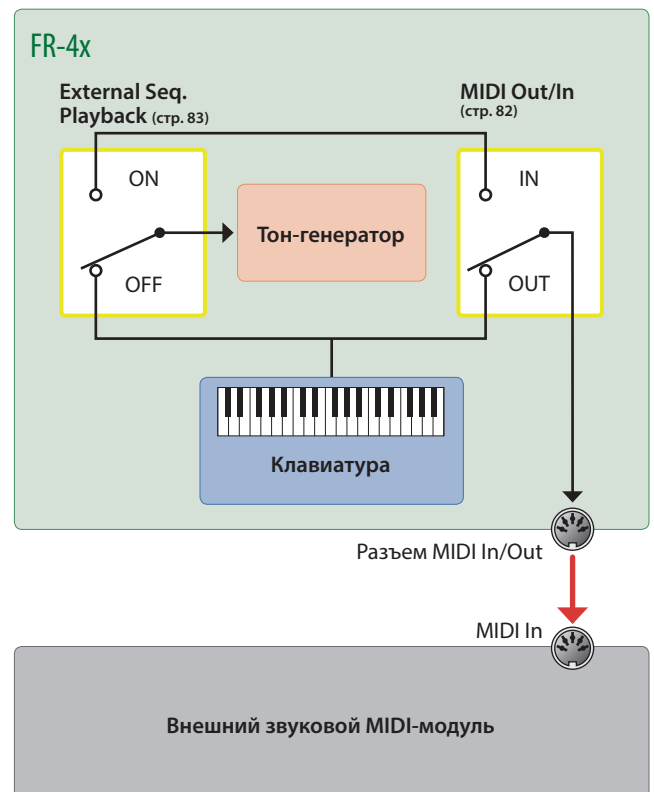 FR-4x
External Seq.
Playback (стр. 83)
MIDI Out/In
(стр. 82)
ON
OFF
Тон-генератор
IN
OUT
Клавиатура
Разъем MIDI In/Out
MIDI In
Внешний звуковой MIDI-модуль